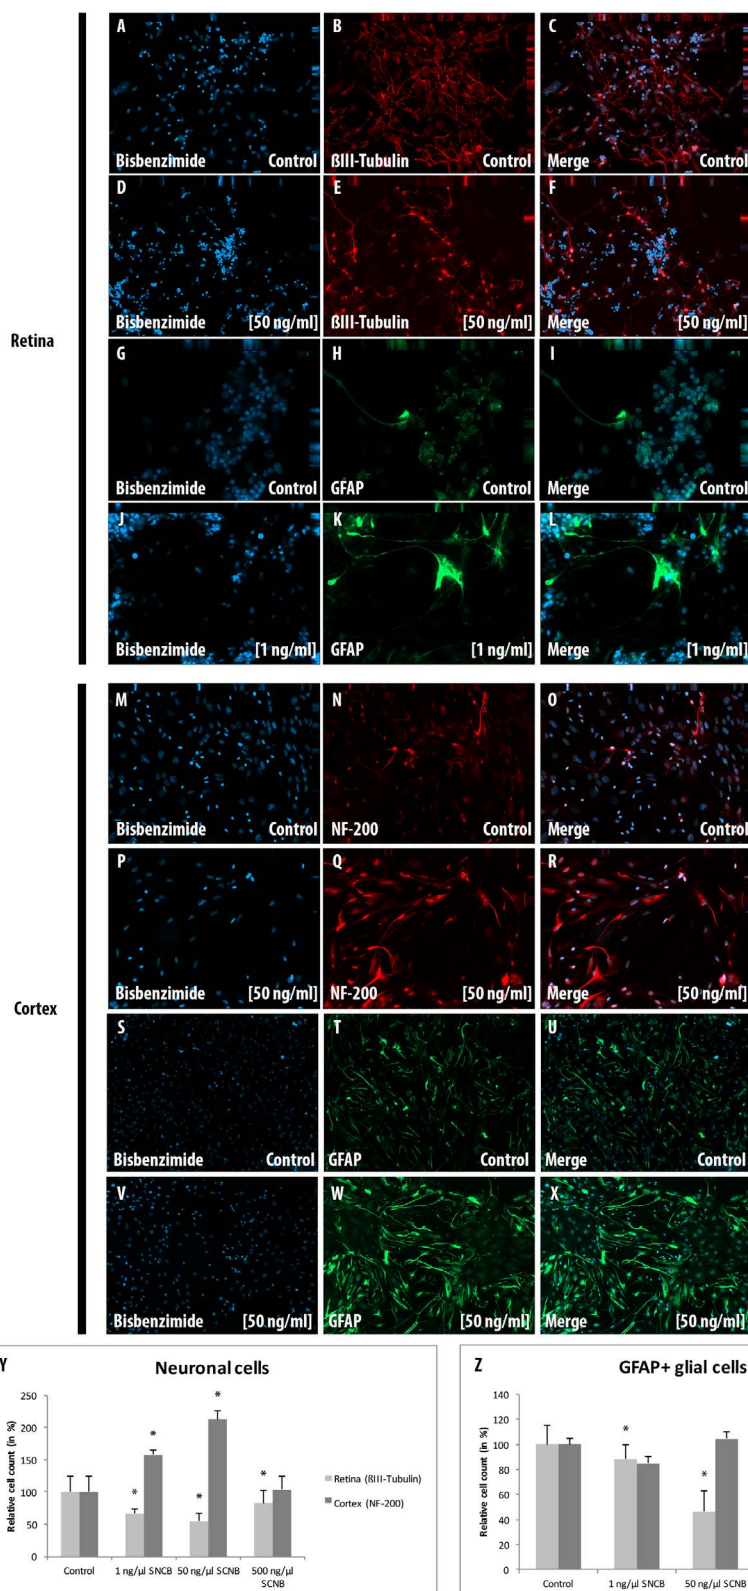 A B C
Bisbenzimide Control ßIII-Tubulin Control Merge Control
D E F
Bisbenzimide [50 ng/ml] ßIII-Tubulin [50 ng/ml] Merge [50 ng/ml]
Retina
G H I
Bisbenzimide Control GFAP Control Merge Control
J K L
Bisbenzimide [1 ng/ml] GFAP [1 ng/ml] Merge [1 ng/ml]
M N O
Bisbenzimide Control NF-200 Control Merge Control
P Q R
Bisbenzimide [50 ng/ml] NF-200 [50 ng/ml] Merge [50 ng/ml]
Cortex
S T U
Bisbenzimide Control GFAP Control Merge Control
V W X
Bisbenzimide [50 ng/ml] GFAP [50 ng/ml] Merge [50 ng/ml]
Y Neuronal cells
Relative cell count (in %)
250
200
150
100
50
0
* * * * *
Control 1 ng/µl SNCB 50 ng/µl SCNB 500 ng/µl
SCNB
Retina (ßIII-Tubulin)
Cortex (NF-200)
Z GFAP+ glial cells
Relative cell count (in %)
140
120
100
80
60
40
20
0
* *
Control 1 ng/µl SNCB 50 ng/µl SCNB